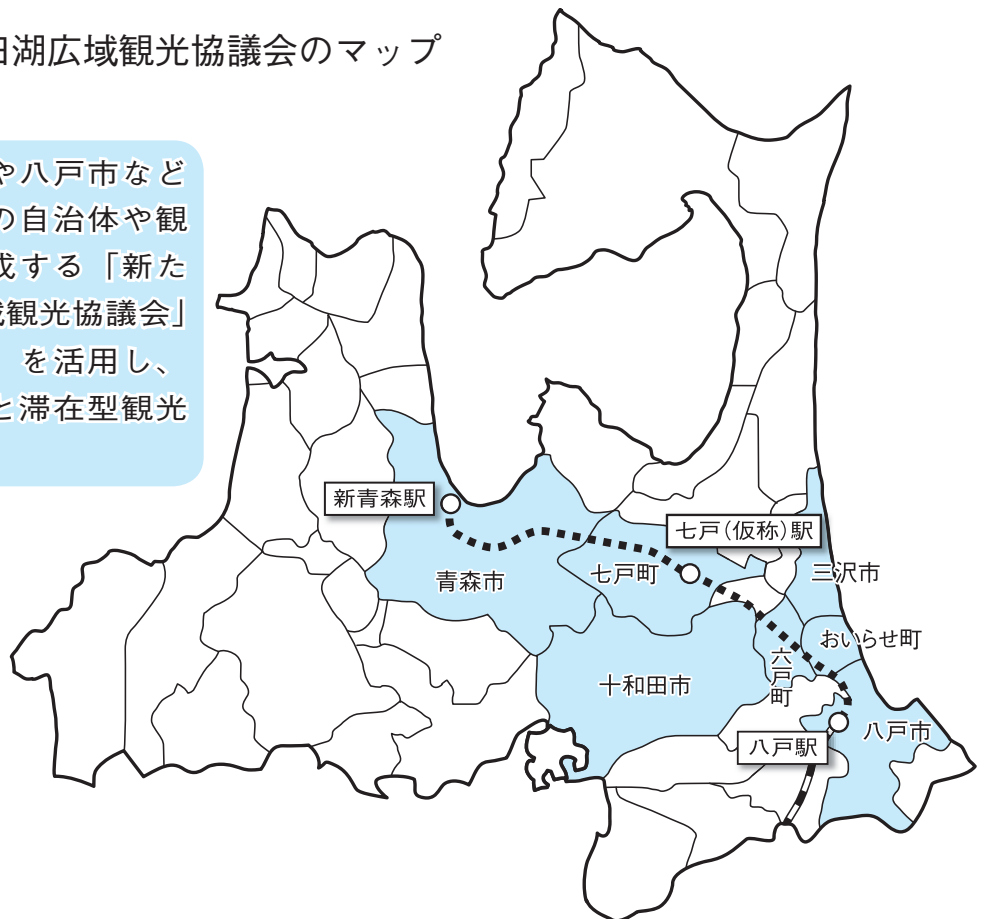 田湖広域観光協議会のマップ
や八戸市など
の自治体や観
成する「新た
域観光協議会」
を活用し、
と滞在型観光
新青森駅
七戸(仮称)駅
青森市
七戸町
三沢市
おいらせ町
六戸町
十和田市
八戸市
八戸駅